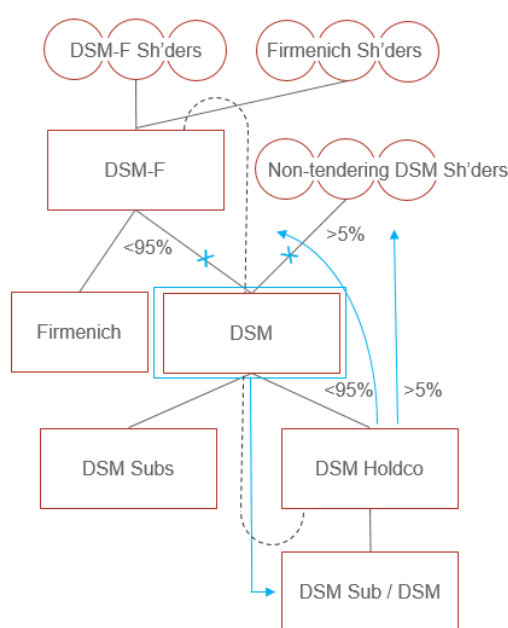 DSM-F Sh'ders
Firmenich Sh'ders
DSM-F
Non-tendering DSM Sh'ders
<95%
>5%
Firmenich
DSM
<95%
>5%
DSM Subs
DSM Holdco
DSM Sub / DSM